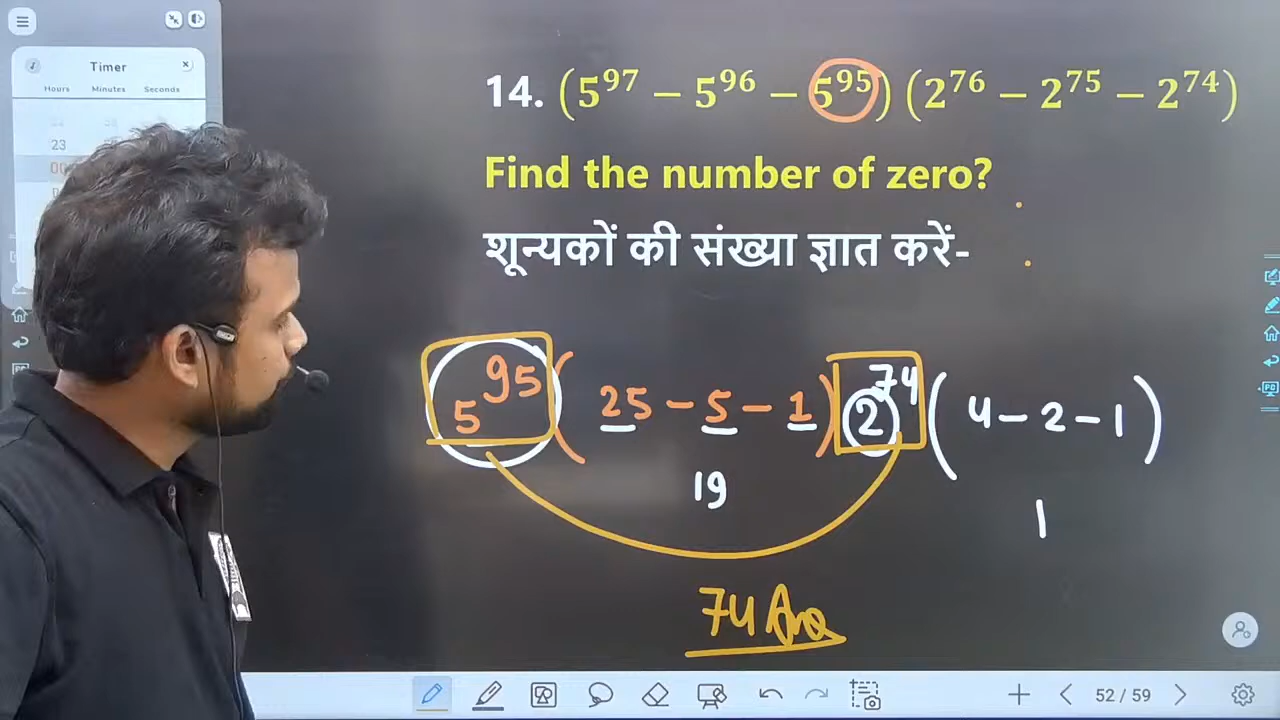 Timer
Hours Minutes Seconds
23
14. (5⁹⁷ − 5⁹⁶ − 5⁹⁵) (2⁷⁶ − 2⁷⁵ − 2⁷⁴)
Find the number of zero?
शून्यकों की संख्या ज्ञात करें-
5⁹⁵ (25 − 5 − 1) 2⁷⁴ (4 − 2 − 1)
19 1
74 Ans
52 / 59